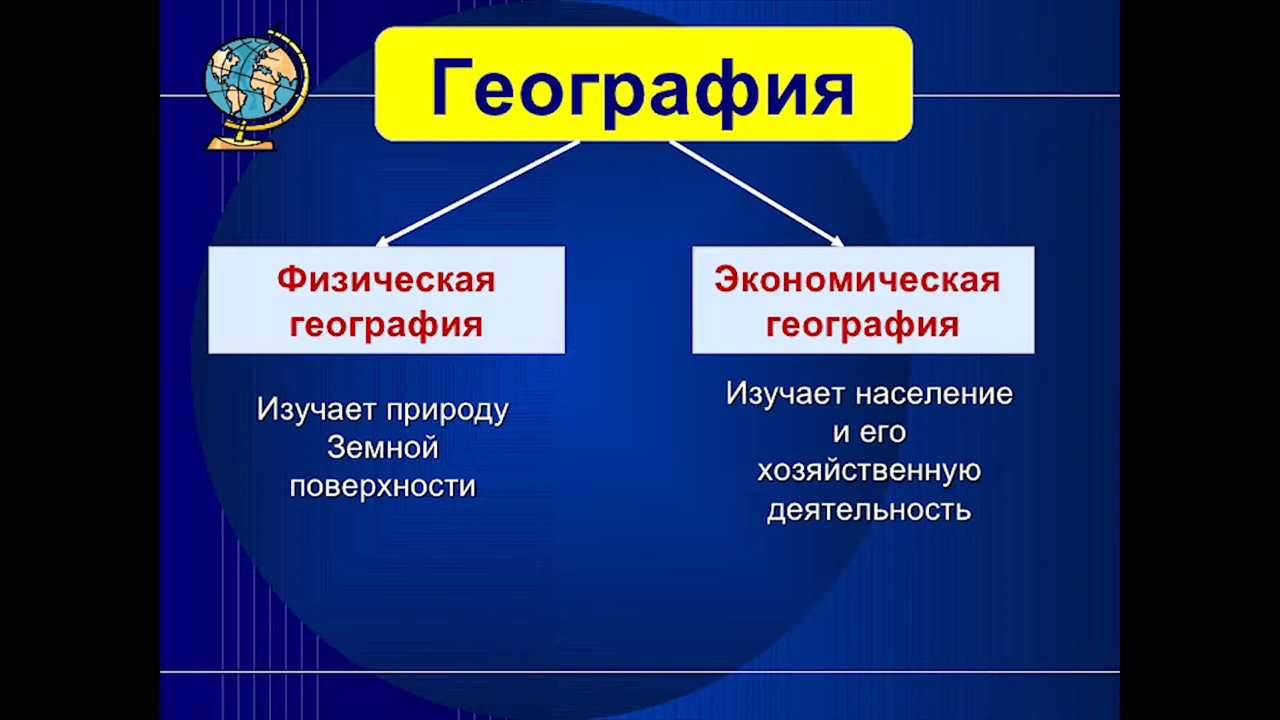 География
Физическая
география
Экономическая
география
Изучает природу
Земной
поверхности
Изучает население
и его
хозяйственную
деятельность